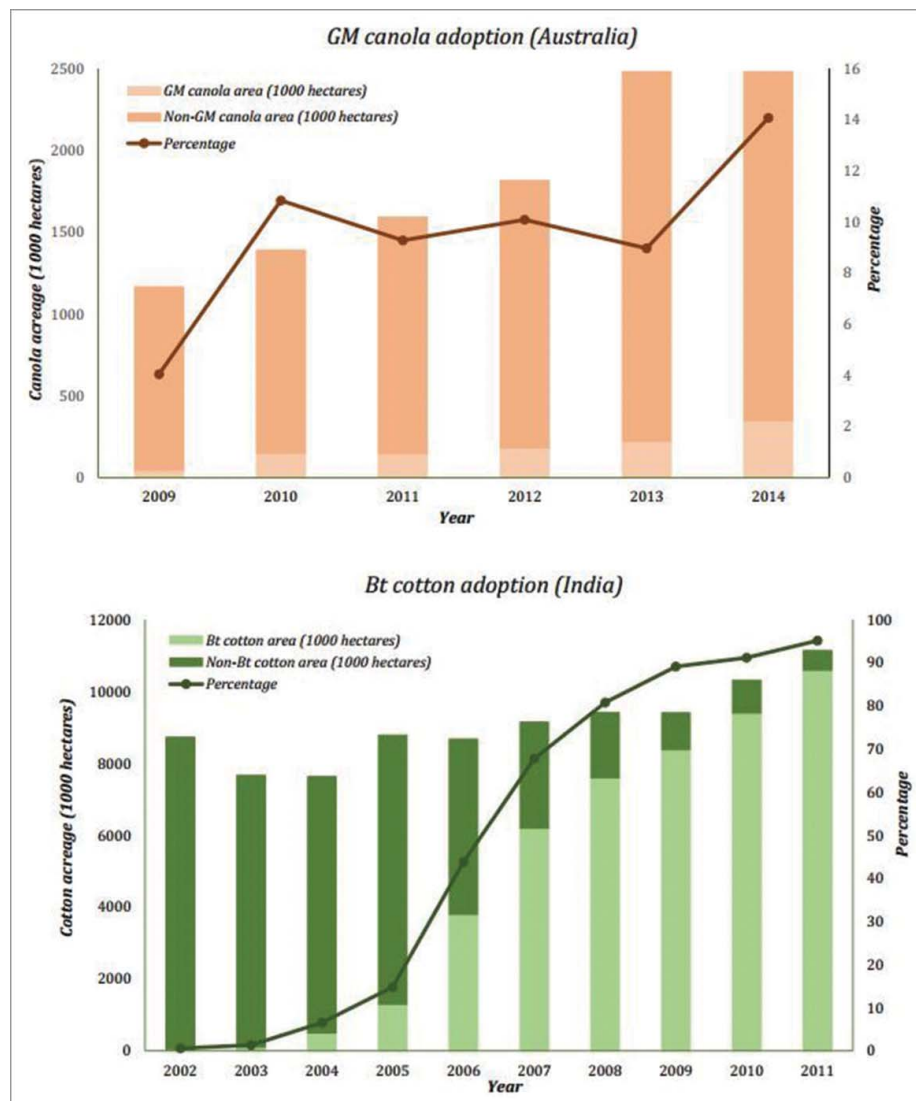 GM canola adoption (Australia)
2500
2000
1500
1000
500
0
Canola acreage (1000 hectares)
GM canola area (1000 hectares)
Non-GM canola area (1000 hectares)
Percentage
16
14
12
10
8
6
4
2
0
Percentage
2009 2010 2011 2012 2013 2014
Year
Bt cotton adoption (India)
12000
10000
8000
6000
4000
2000
0
Cotton acreage (1000 hectares)
Bt cotton area (1000 hectares)
Non-Bt cotton area (1000 hectares)
Percentage
100
90
80
70
60
50
40
30
20
10
0
Percentage
2002 2003 2004 2005 2006 2007 2008 2009 2010 2011
Year